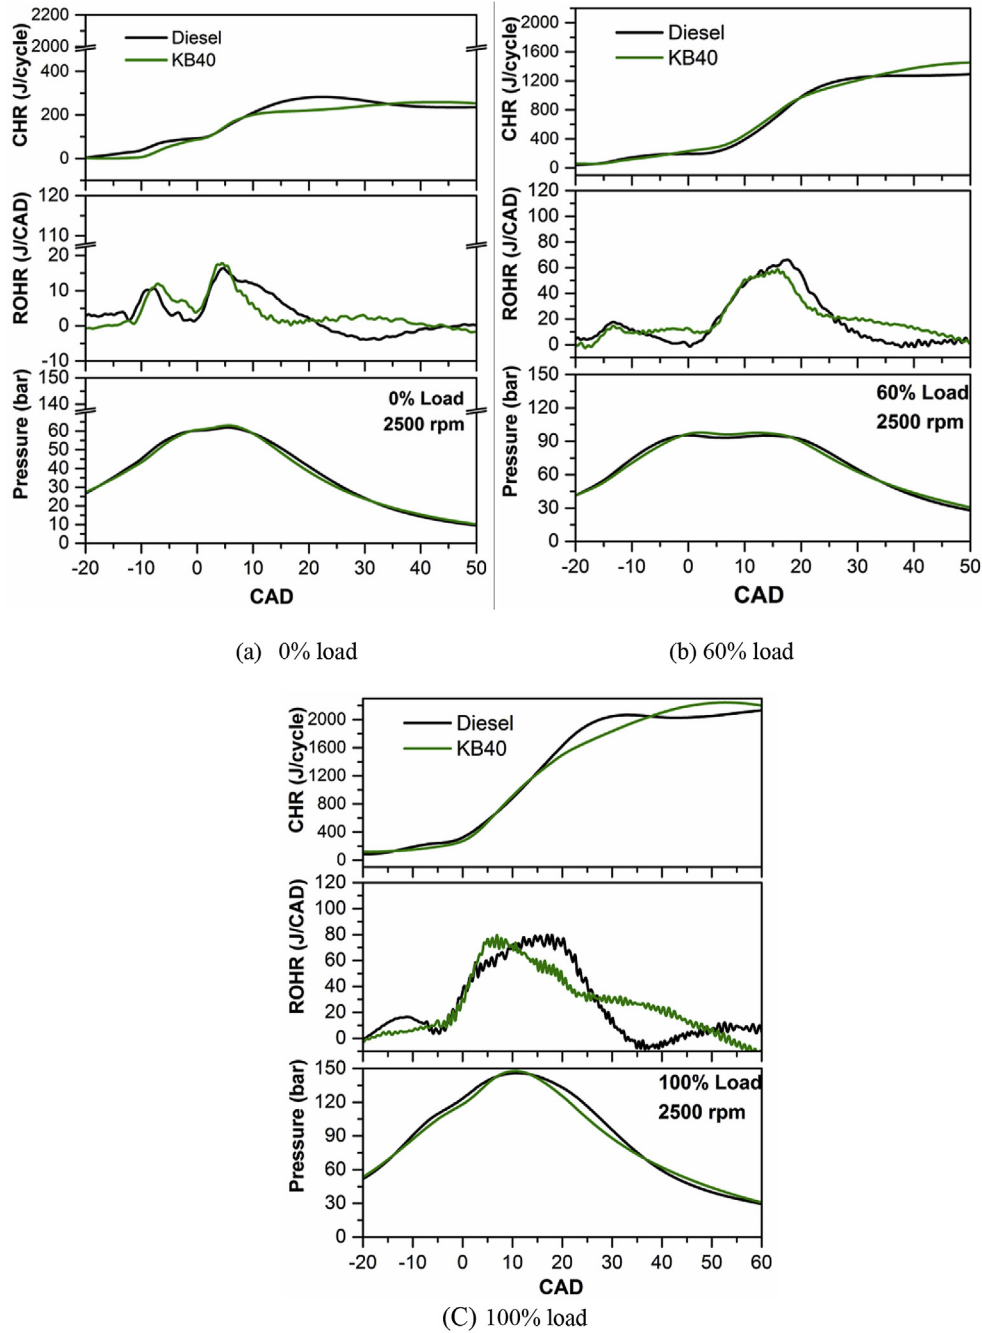 CHR (J/cycle)
2200
2000
400
200
0
Diesel
KB40
ROHR (J/CAD)
120
110
20
10
0
-10
Pressure (bar)
150
140
60
50
40
30
20
10
0
0% Load
2500 rpm
-20 -10 0 10 20 30 40 50
CAD
CHR (J/cycle)
2000
1600
1200
800
400
0
Diesel
KB40
ROHR (J/CAD)
120
100
80
60
40
20
0
Pressure (bar)
150
120
90
60
30
0
60% Load
2500 rpm
-20 -10 0 10 20 30 40 50
CAD
(a) 0% load
(b) 60% load
CHR (J/cycle)
2000
1600
1200
800
400
0
Diesel
KB40
ROHR (J/CAD)
120
100
80
60
40
20
0
Pressure (bar)
150
120
90
60
30
0
100% Load
2500 rpm
-20 -10 0 10 20 30 40 50 60
CAD
(C) 100% load